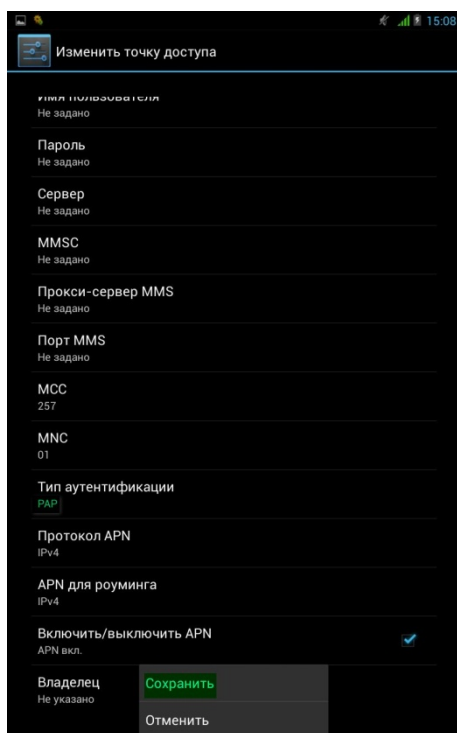 15:08
Изменить точку доступа
Имя пользователя
Не задано
Пароль
Не задано
Сервер
Не задано
MMSC
Не задано
Прокси-сервер MMS
Не задано
Порт MMS
Не задано
MCC
257
MNC
01
Тип аутентификации
PAP
Протокол APN
IPv4
APN для роуминга
IPv4
Включить/выключить APN
APN вкл.
Владелец
Не указано
Сохранить
Отменить